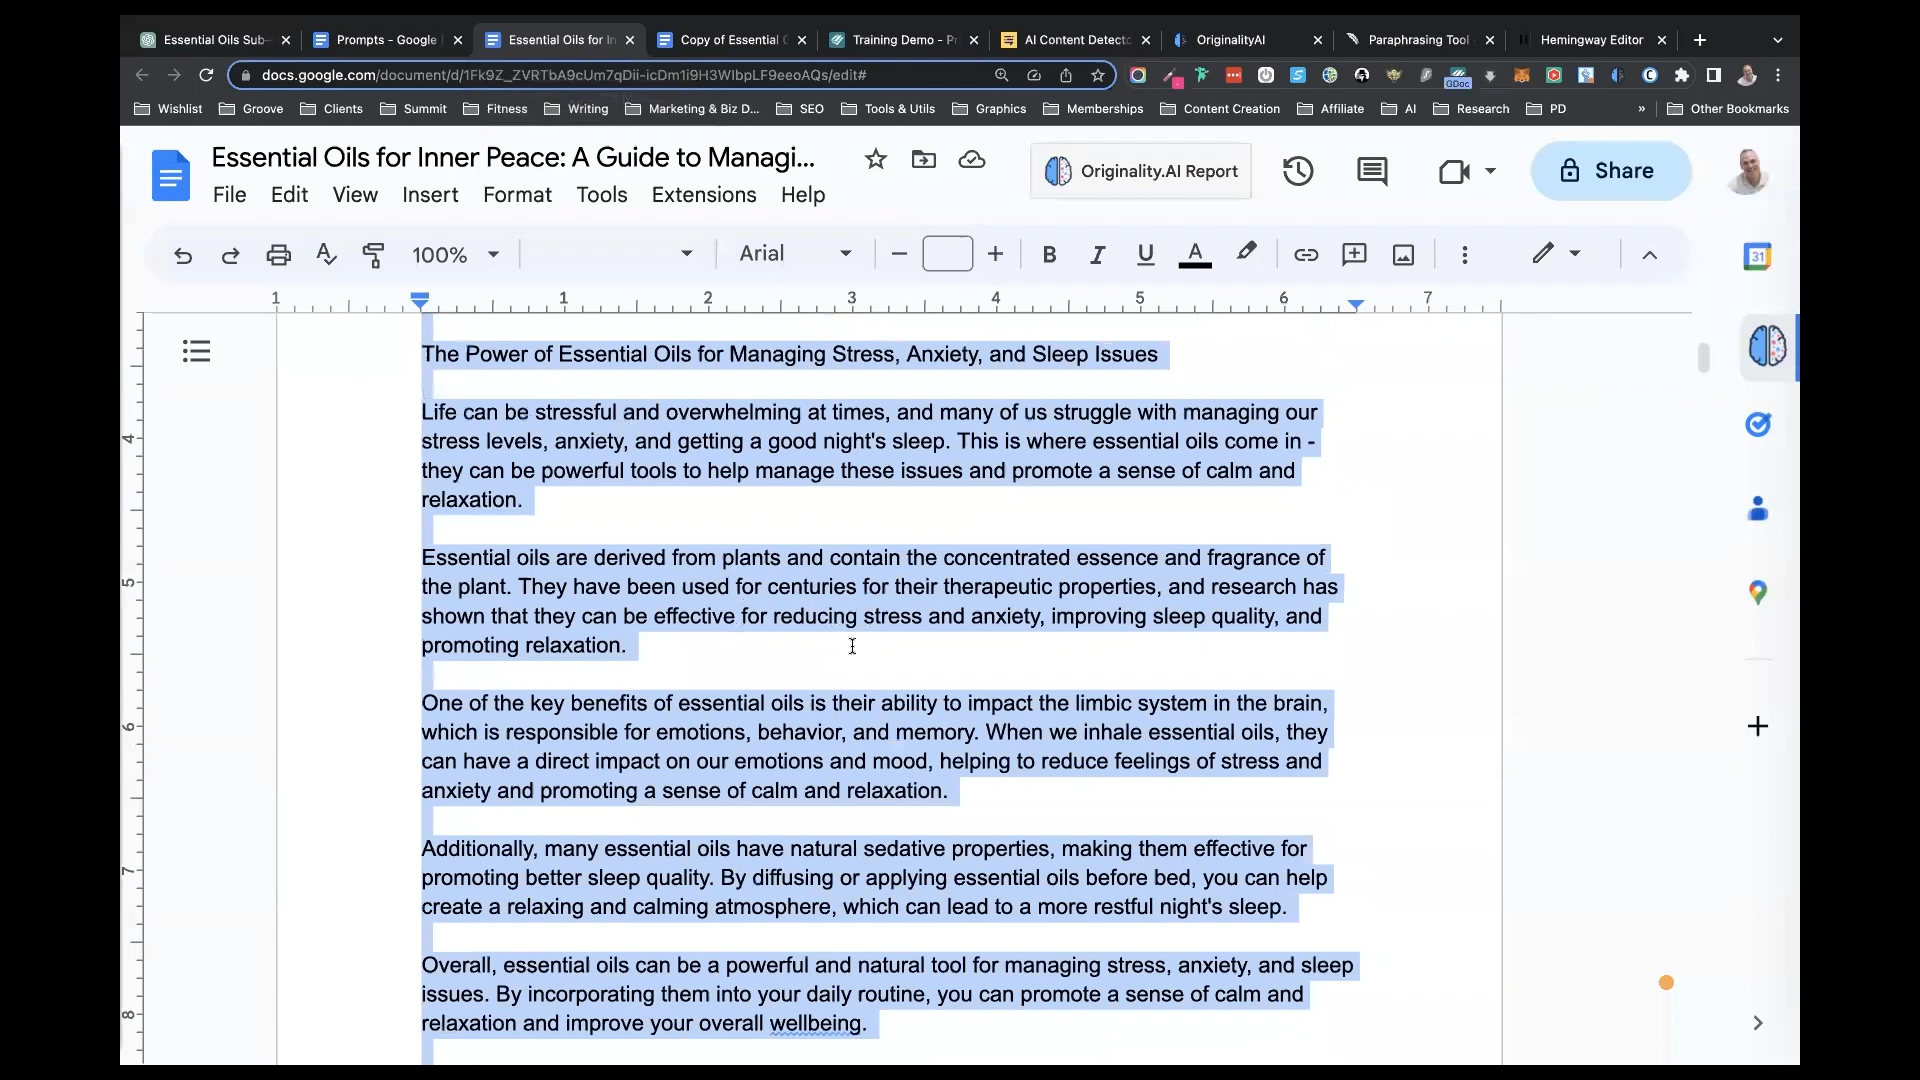 Essential Oils Sub-
Prompts - Google
Essential Oils for In
Copy of Essential
Training Demo - P
AI Content Detect
OriginalityAI
Paraphrasing Tool
Hemingway Editor
docs.google.com/document/d/1Fk9Z_ZVRTbA9cUm7qDii-icDm1i9H3WIbpLF9eeoAQs/edit#
GDoc
Wishlist
Groove
Clients
Summit
Fitness
Writing
Marketing & Biz D...
SEO
Tools & Utils
Graphics
Memberships
Content Creation
Affiliate
AI
Research
PD
»
Other Bookmarks
Essential Oils for Inner Peace: A Guide to Managi...
Originality.AI Report
Share
File Edit View Insert Format Tools Extensions Help
100%
Arial
B I U A
31
1 1 2 3 4 5 6 7
The Power of Essential Oils for Managing Stress, Anxiety, and Sleep Issues
Life can be stressful and overwhelming at times, and many of us struggle with managing our
stress levels, anxiety, and getting a good night's sleep. This is where essential oils come in -
they can be powerful tools to help manage these issues and promote a sense of calm and
relaxation.
Essential oils are derived from plants and contain the concentrated essence and fragrance of
the plant. They have been used for centuries for their therapeutic properties, and research has
shown that they can be effective for reducing stress and anxiety, improving sleep quality, and
promoting relaxation.
One of the key benefits of essential oils is their ability to impact the limbic system in the brain,
which is responsible for emotions, behavior, and memory. When we inhale essential oils, they
can have a direct impact on our emotions and mood, helping to reduce feelings of stress and
anxiety and promoting a sense of calm and relaxation.
Additionally, many essential oils have natural sedative properties, making them effective for
promoting better sleep quality. By diffusing or applying essential oils before bed, you can help
create a relaxing and calming atmosphere, which can lead to a more restful night's sleep.
Overall, essential oils can be a powerful and natural tool for managing stress, anxiety, and sleep
issues. By incorporating them into your daily routine, you can promote a sense of calm and
relaxation and improve your overall wellbeing.
4
5
6
7
8